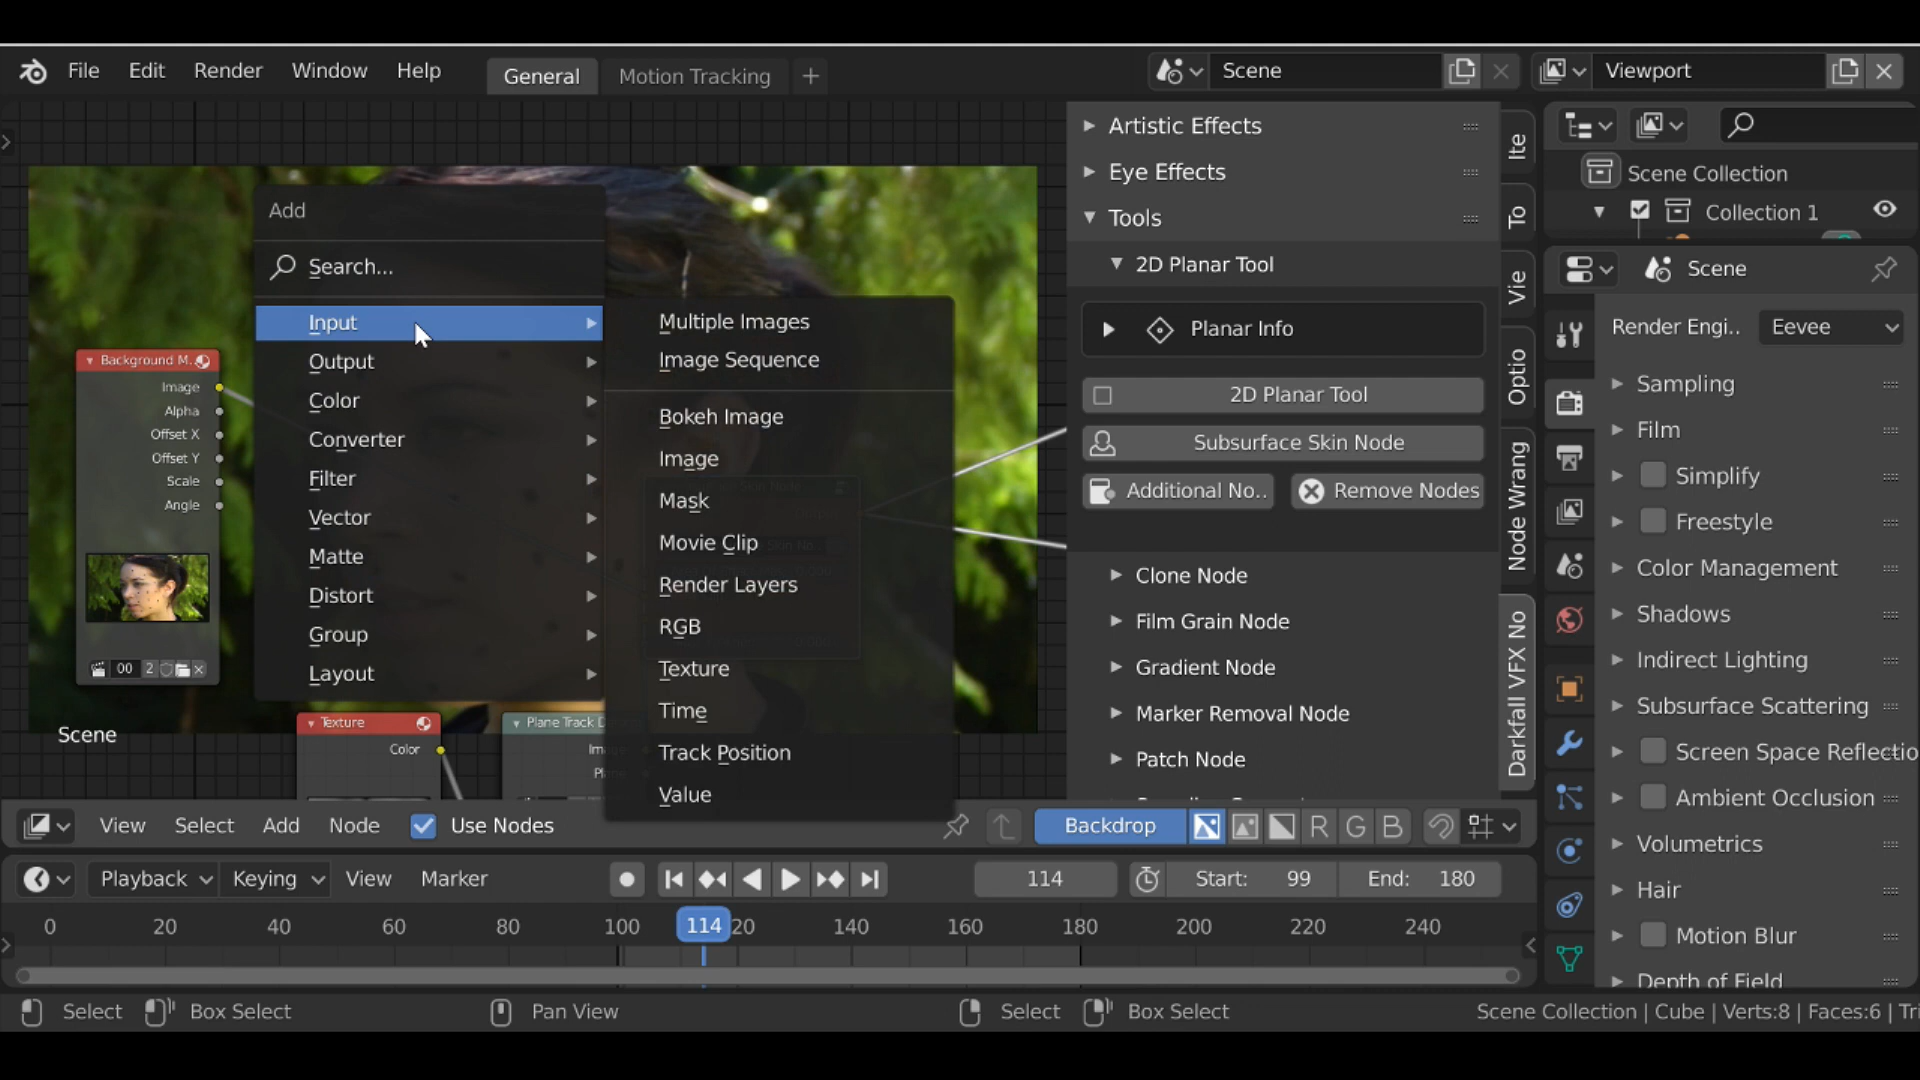 File Edit Render Window Help General Motion Tracking + Scene Viewport
Add
Search...
Input
Output
Color
Converter
Filter
Vector
Matte
Distort
Group
Layout
Multiple Images
Image Sequence
Bokeh Image
Image
Mask
Movie Clip
Render Layers
RGB
Texture
Time
Track Position
Value
Background M.
Image
Alpha
Offset X
Offset Y
Scale
Angle
00 2
Scene
Texture
Color
Plane Track D
Artistic Effects
Eye Effects
Tools
2D Planar Tool
Planar Info
2D Planar Tool
Subsurface Skin Node
Additional No.. Remove Nodes
Clone Node
Film Grain Node
Gradient Node
Marker Removal Node
Patch Node
Ite
To
Vie
Optio
Node Wrang
Darkfall VFX No
Scene Collection
Collection 1
Scene
Render Engi.. Eevee
Sampling
Film
Simplify
Freestyle
Color Management
Shadows
Indirect Lighting
Subsurface Scattering
Screen Space Reflectio
Ambient Occlusion
Volumetrics
Hair
Motion Blur
Depth of Field
View Select Add Node Use Nodes Backdrop R G B
Playback Keying View Marker 114 Start: 99 End: 180
0 20 40 60 80 100 114 20 140 160 180 200 220 240
Select Box Select Pan View Select Box Select Scene Collection | Cube | Verts:8 | Faces:6 | Tri